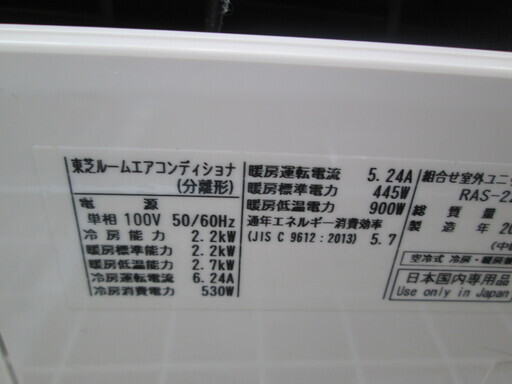 東芝ルームエアコンディショナ
(分離形)
電源
単相 100V 50/60Hz
冷房能力 2.2kW
暖房標準能力 2.2kW
暖房低温能力 2.7kW
冷房運転電流 6.24A
冷房消費電力 530W
暖房運転電流 5.24A
暖房標準電力 445W
暖房低温電力 900W
通年エネルギー消費効率
(JIS C 9612:2013) 5.7
組合せ室外ユニ
RAS-22
総質量
製造年 20
空冷式 冷房・暖房
日本国内専用品
Use only in Japan